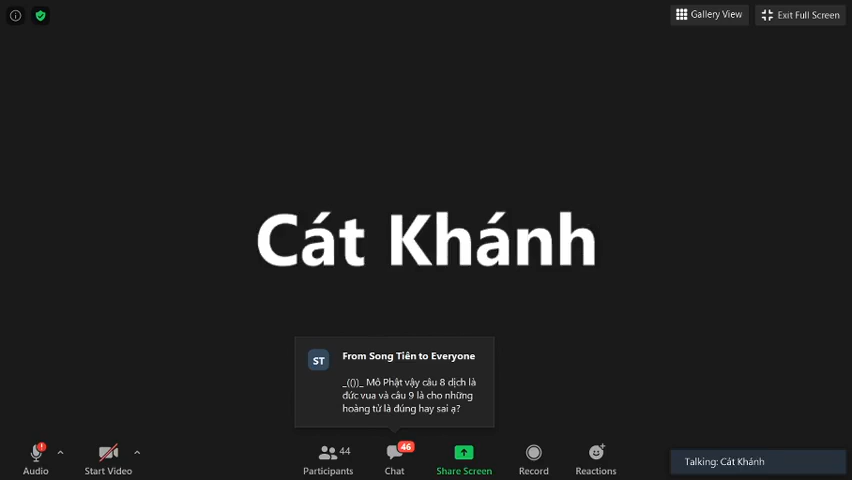 Gallery View
Exit Full Screen
Cát Khánh
ST
From Song Tiên to Everyone
_(())_ Mô Phật vậy câu 8 dịch là
đức vua và câu 9 là cho những
hoàng tử là đúng hay sai ạ?
Audio
Start Video
44
Participants
46
Chat
Share Screen
Record
Reactions
Talking: Cát Khánh